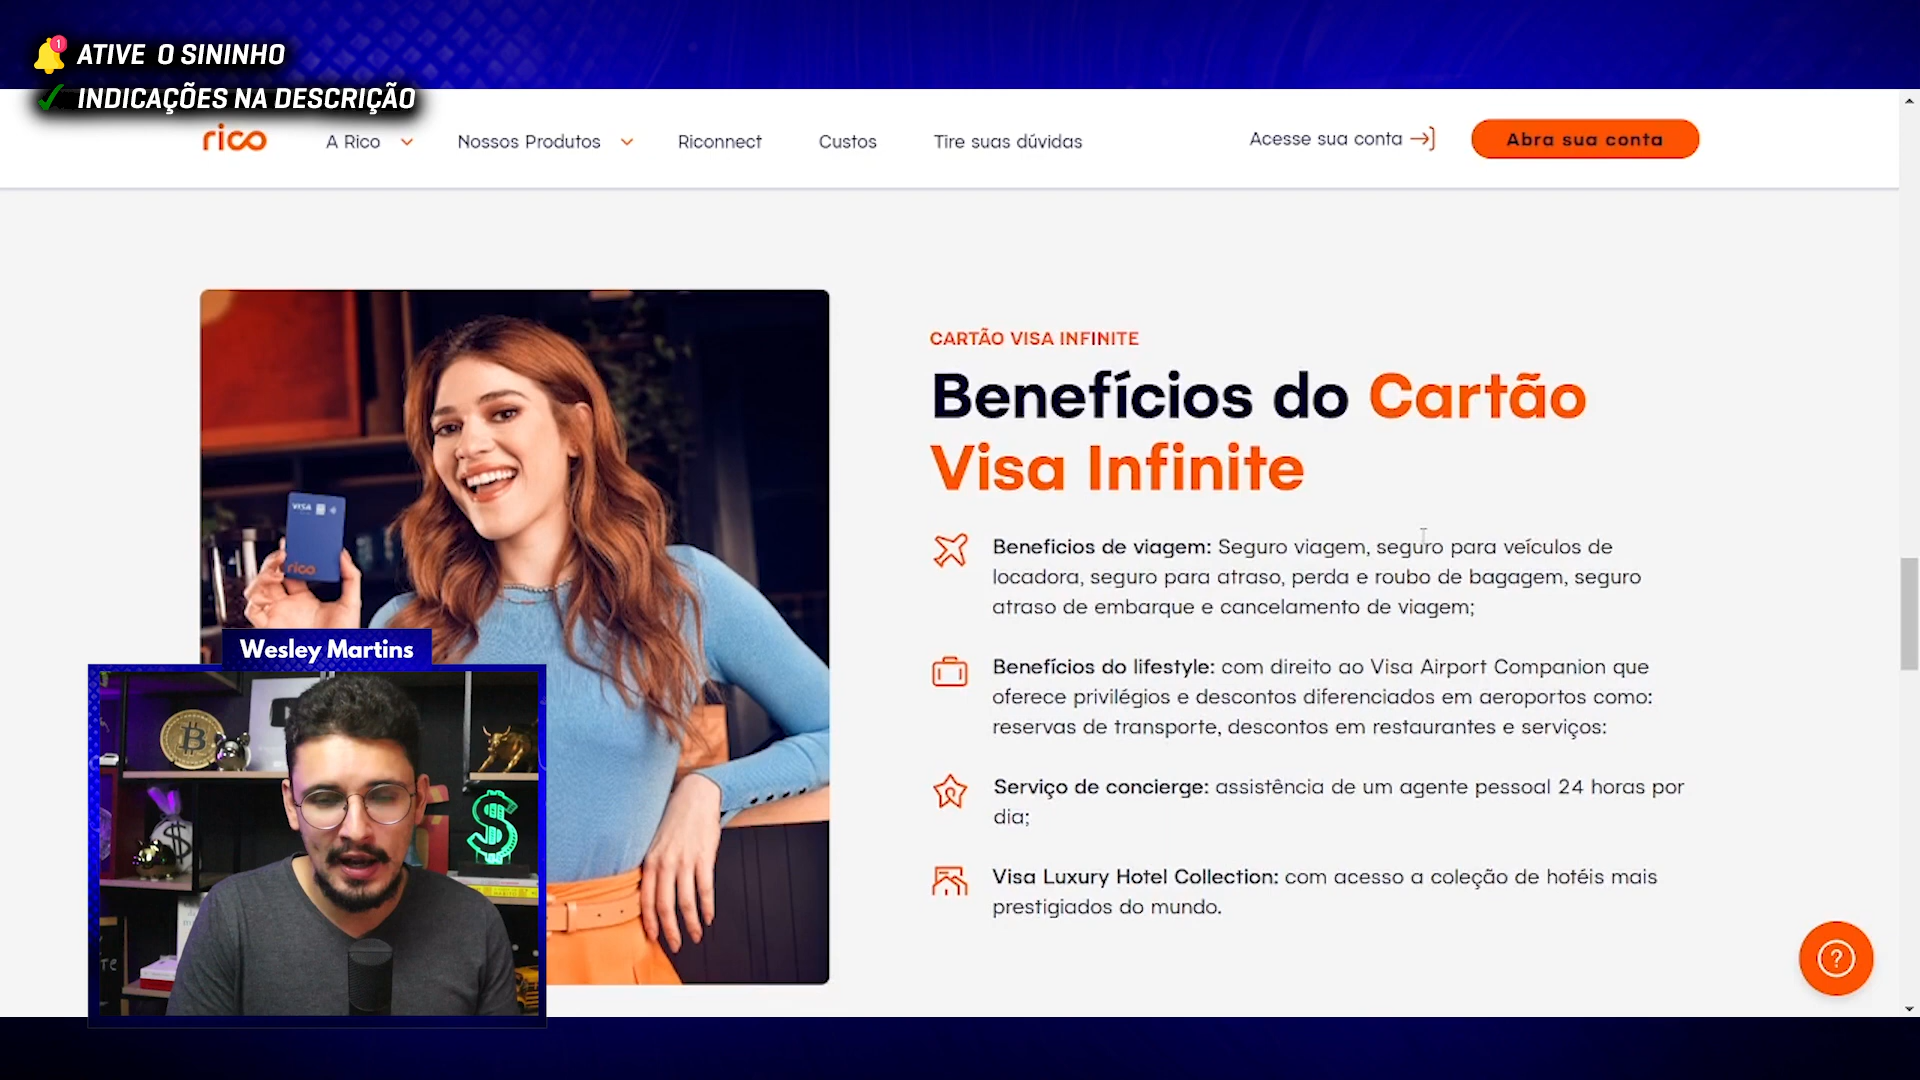 ATIVE O SININHO
INDICAÇÕES NA DESCRIÇÃO
rico
A Rico
Nossos Produtos
Riconnect
Custos
Tire suas dúvidas
Acesse sua conta
Abra sua conta
CARTÃO VISA INFINITE
Benefícios do Cartão
Visa Infinite
Beneficios de viagem: Seguro viagem, seguro para veículos de
locadora, seguro para atraso, perda e roubo de bagagem, seguro
atraso de embarque e cancelamento de viagem;
Benefícios do lifestyle: com direito ao Visa Airport Companion que
oferece privilégios e descontos diferenciados em aeroportos como:
reservas de transporte, descontos em restaurantes e serviços:
Serviço de concierge: assistência de um agente pessoal 24 horas por
dia;
Visa Luxury Hotel Collection: com acesso a coleção de hotéis mais
prestigiados do mundo.
VISA
rico
Wesley Martins